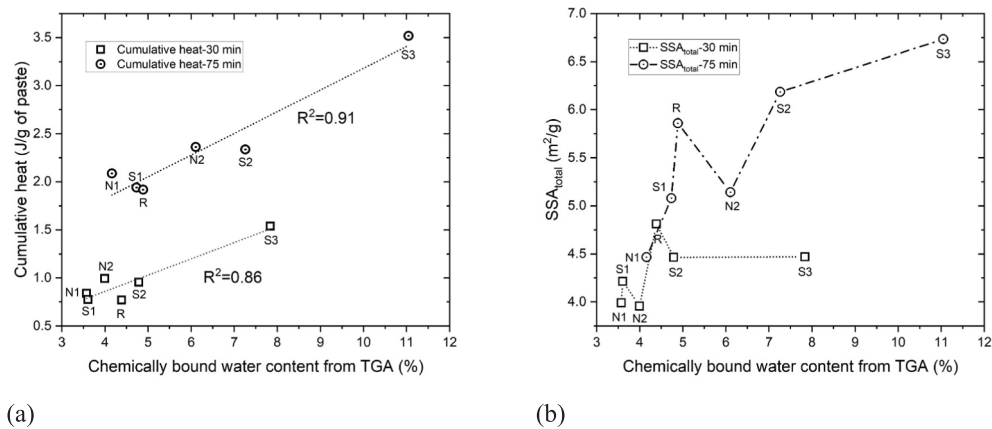 Cumulative heat-30 min
Cumulative heat-75 min
3.5
3.0
2.5
2.0
1.5
1.0
0.5
Cumulative heat (J/g of paste)
S3
R²=0.91
N1
S1
R
N2
S2
N1
S1
N2
R
S2
S3
R²=0.86
3 4 5 6 7 8 9 10 11 12
Chemically bound water content from TGA (%)
(a)
SSAtotal-30 min
SSAtotal-75 min
7.0
6.5
6.0
5.5
5.0
4.5
4.0
SSAtotal (m²/g)
S3
S2
R
S1
N2
N1
R
S1
S2
S3
N1
N2
3 4 5 6 7 8 9 10 11 12
Chemically bound water content from TGA (%)
(b)